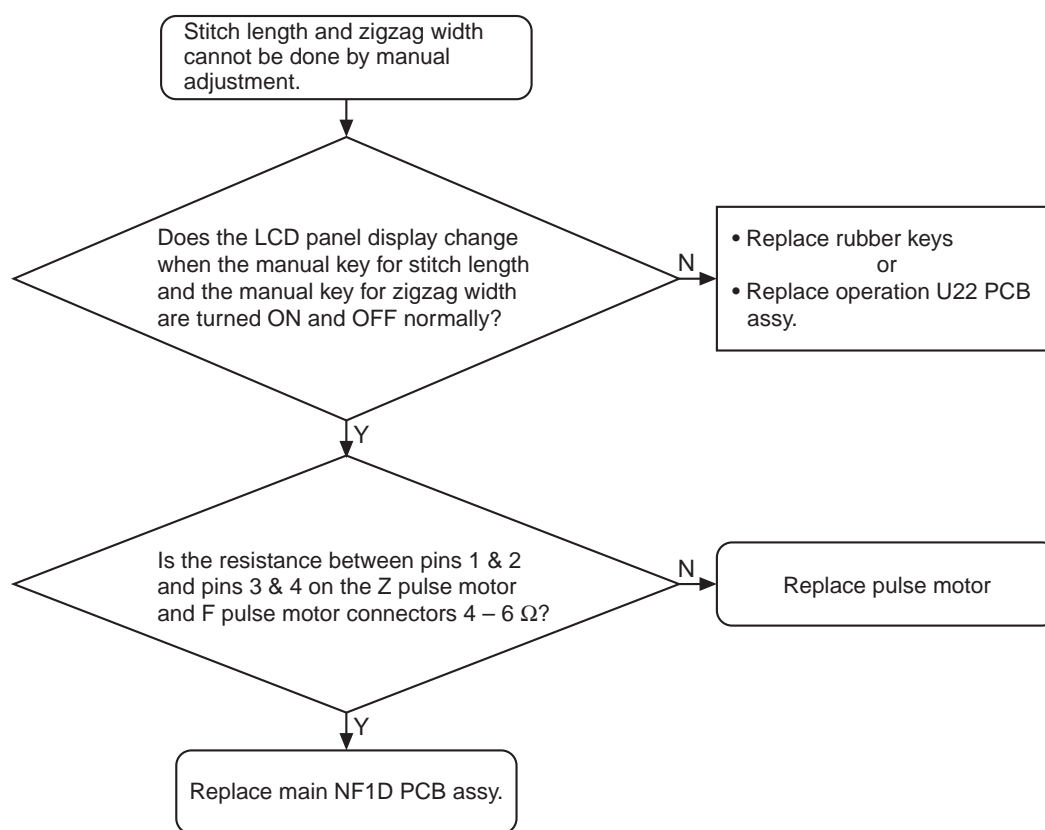 Stitch length and zigzag width
cannot be done by manual
adjustment.
Does the LCD panel display change
when the manual key for stitch length
and the manual key for zigzag width
are turned ON and OFF normally?
N
• Replace rubber keys
or
• Replace operation U22 PCB
assy.
Y
Is the resistance between pins 1 & 2
and pins 3 & 4 on the Z pulse motor
and F pulse motor connectors 4 – 6 Ω?
N
Replace pulse motor
Y
Replace main NF1D PCB assy.